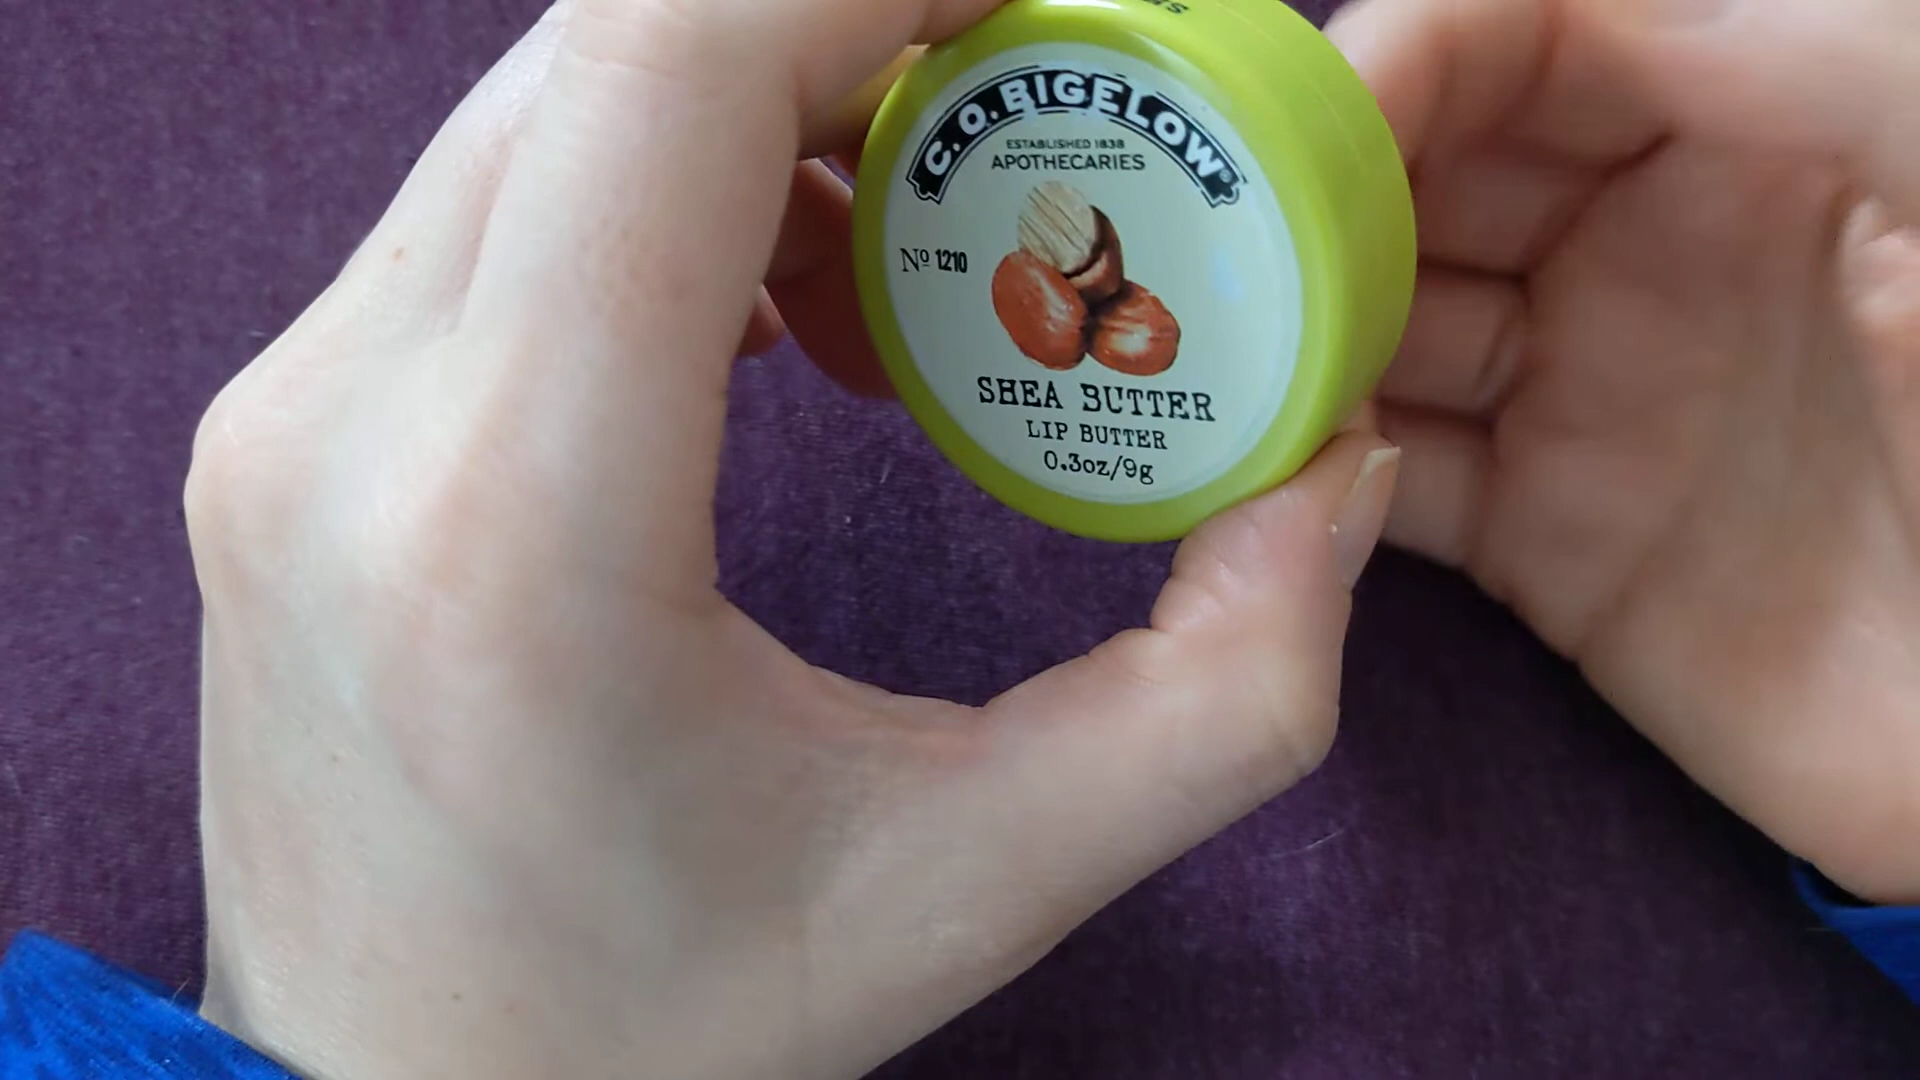 C.O. BIGELOW®
ESTABLISHED 1838
APOTHECARIES
Nº 1210
SHEA BUTTER
LIP BUTTER
0.3oz/9g